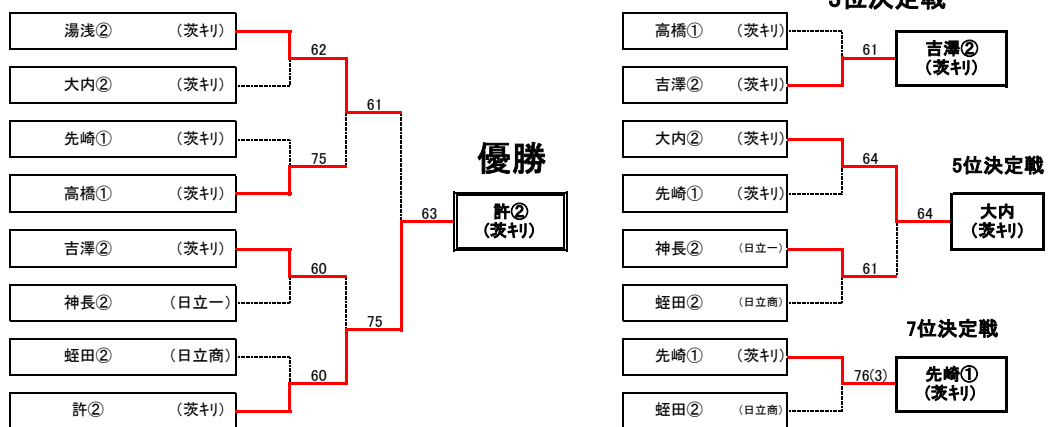 湯浅② (茨キリ)
大内② (茨キリ)
先崎① (茨キリ)
高橋① (茨キリ)
吉澤② (茨キリ)
神長② (日立一)
蛭田② (日立商)
許② (茨キリ)
62
75
60
60
61
75
63
優勝
許②
(茨キリ)
3位決定戦
高橋① (茨キリ)
吉澤② (茨キリ)
61
吉澤②
(茨キリ)
大内② (茨キリ)
先崎① (茨キリ)
神長② (日立一)
蛭田② (日立商)
64
61
64
5位決定戦
大内
(茨キリ)
7位決定戦
先崎① (茨キリ)
蛭田② (日立商)
76(3)
先崎①
(茨キリ)